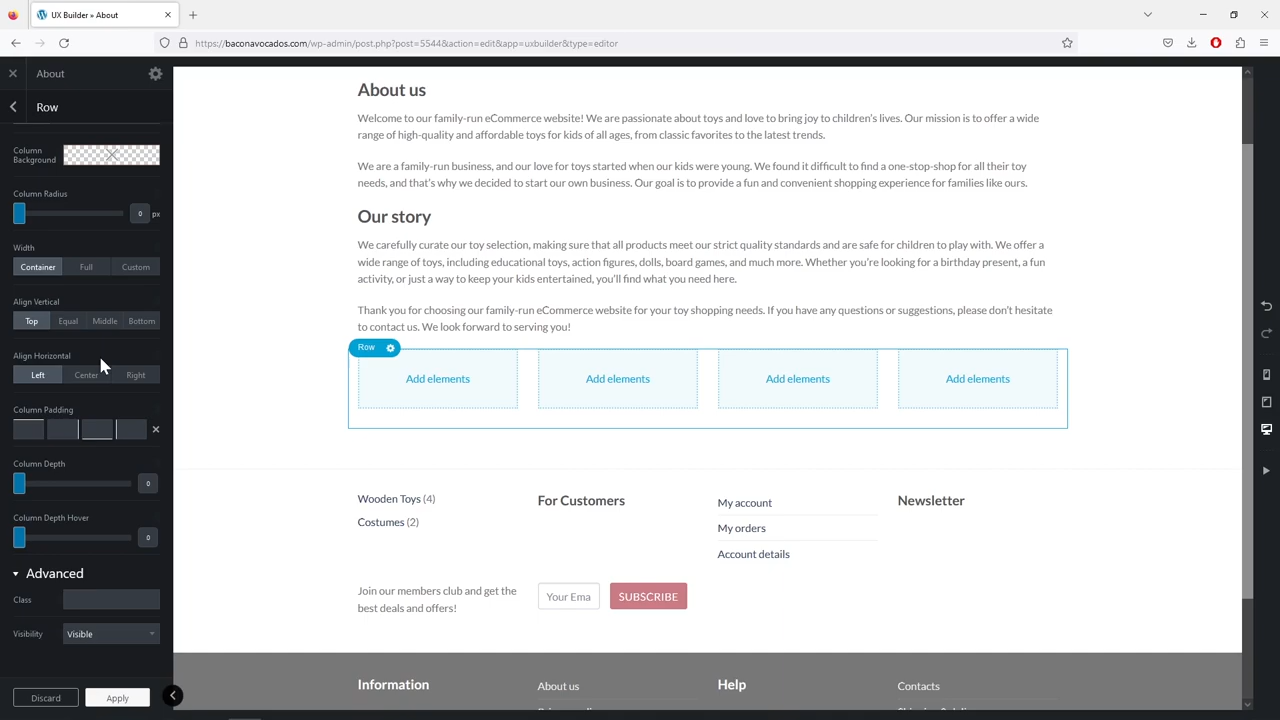 UX Builder » About
https://baconavocados.com/wp-admin/post.php?post=5544&action=edit&app=uxbuilder&type=editor
About
Row
Column
Background
Column Radius
0 px
Width
Container Full Custom
Align Vertical
Top Equal Middle Bottom
Align Horizontal
Left Center Right
Column Padding
Column Depth
0
Column Depth Hover
0
Advanced
Class
Visibility Visible
Discard Apply
About us
Welcome to our family-run eCommerce website! We are passionate about toys and love to bring joy to children's lives. Our mission is to offer a wide
range of high-quality and affordable toys for kids of all ages, from classic favorites to the latest trends.
We are a family-run business, and our love for toys started when our kids were young. We found it difficult to find a one-stop-shop for all their toy
needs, and that's why we decided to start our own business. Our goal is to provide a fun and convenient shopping experience for families like ours.
Our story
We carefully curate our toy selection, making sure that all products meet our strict quality standards and are safe for children to play with. We offer a
wide range of toys, including educational toys, action figures, dolls, board games, and much more. Whether you're looking for a birthday present, a fun
activity, or just a way to keep your kids entertained, you'll find what you need here.
Thank you for choosing our family-run eCommerce website for your toy shopping needs. If you have any questions or suggestions, please don't hesitate
to contact us. We look forward to serving you!
Row
Add elements Add elements Add elements Add elements
Wooden Toys (4)
Costumes (2)
For Customers
My account
My orders
Account details
Newsletter
Join our members club and get the
best deals and offers!
Your Ema SUBSCRIBE
Information About us Help Contacts